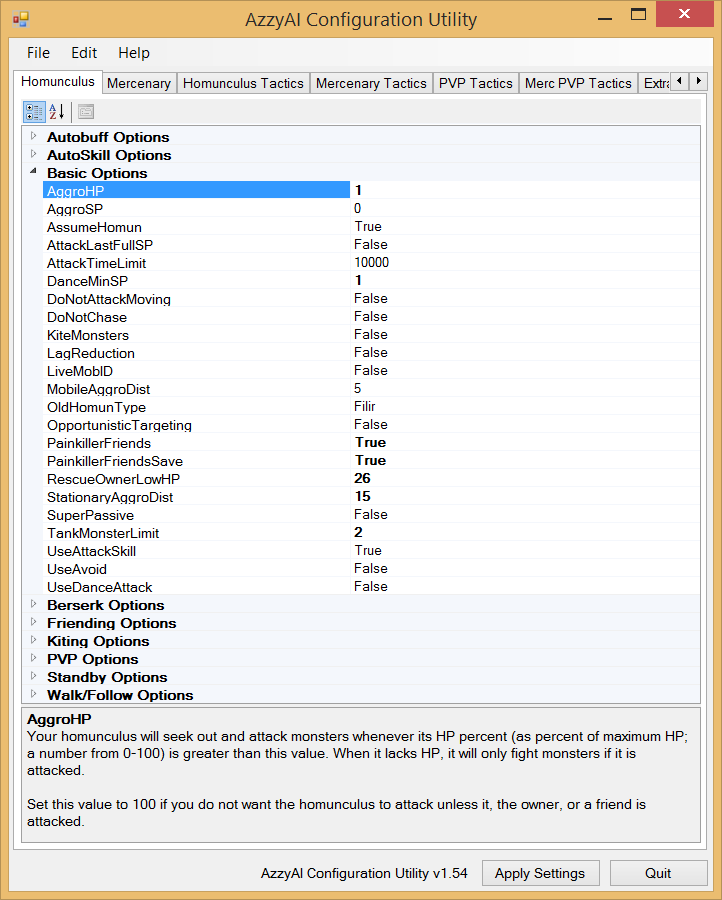 AzzyAI Configuration Utility
File Edit Help
Homunculus Mercenary Homunculus Tactics Mercenary Tactics PVP Tactics Merc PVP Tactics Extra
Autobuff Options
AutoSkill Options
Basic Options
AggroHP 1
AggroSP 0
AssumeHomun True
AttackLastFullSP False
AttackTimeLimit 10000
DanceMinSP 1
DoNotAttackMoving False
DoNotChase False
KiteMonsters False
LagReduction False
LiveMobID False
MobileAggroDist 5
OldHomunType Filir
OpportunisticTargeting False
PainkillerFriends True
PainkillerFriendsSave True
RescueOwnerLowHP 26
StationaryAggroDist 15
SuperPassive False
TankMonsterLimit 2
UseAttackSkill True
UseAvoid False
UseDanceAttack False
Berserk Options
Friending Options
Kiting Options
PVP Options
Standby Options
Walk/Follow Options
AggroHP
Your homunculus will seek out and attack monsters whenever its HP percent (as percent of maximum HP;
a number from 0-100) is greater than this value. When it lacks HP, it will only fight monsters if it is
attacked.
Set this value to 100 if you do not want the homunculus to attack unless it, the owner, or a friend is
attacked.
AzzyAI Configuration Utility v1.54 Apply Settings Quit